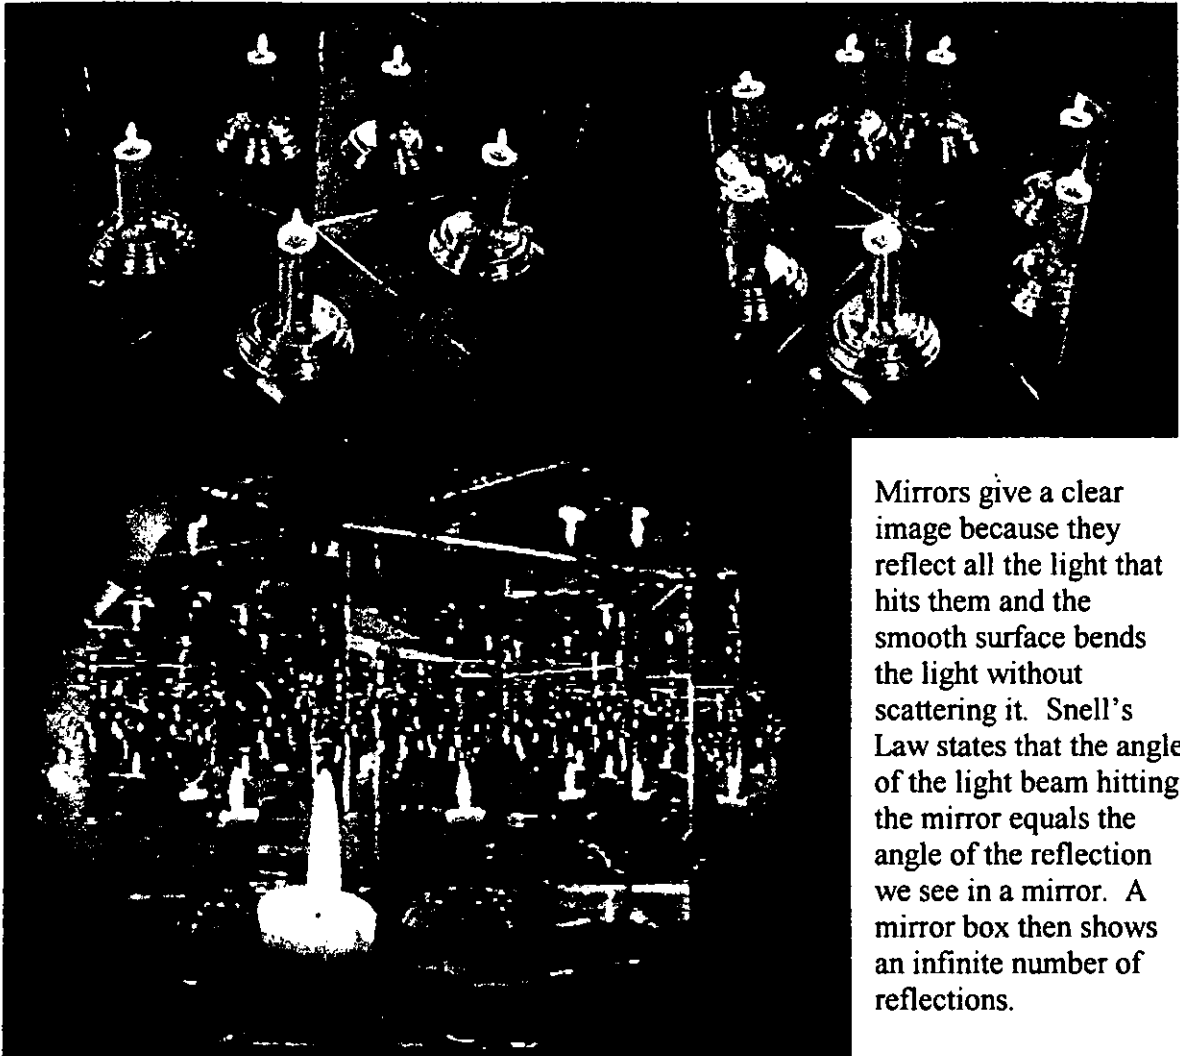 Mirrors give a clear
image because they
reflect all the light that
hits them and the
smooth surface bends
the light without
scattering it. Snell's
Law states that the angle
of the light beam hitting
the mirror equals the
angle of the reflection
we see in a mirror. A
mirror box then shows
an infinite number of
reflections.